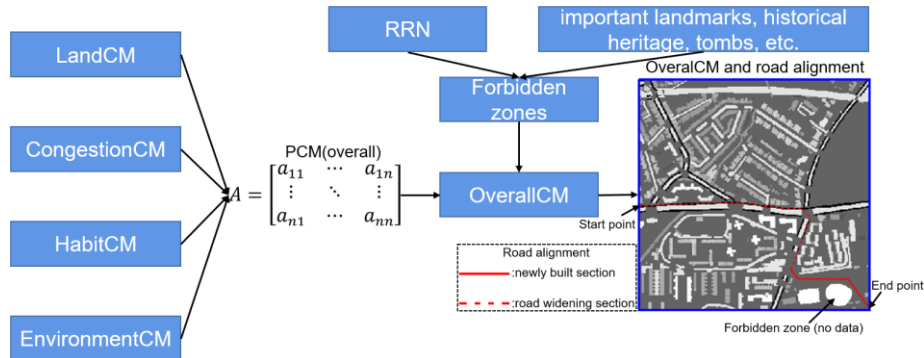 LandCM
CongestionCM
HabitCM
EnvironmentCM
PCM(overall)
A = [a11 ⋯ a1n
⋮ ⋱ ⋮
an1 ⋯ ann]
RRN
important landmarks, historical
heritage, tombs, etc.
Forbidden
zones
OverallCM
OveralCM and road alignment
Start point
Road alignment
:newly built section
:road widening section
End point
Forbidden zone (no data)